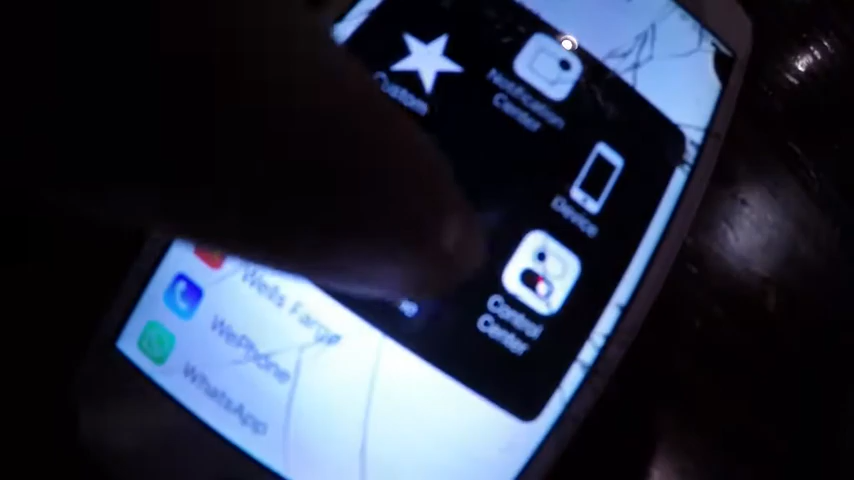 Custom
Notification
Center
Device
Control
Center
Wells Fargo
WePhone
WhatsApp